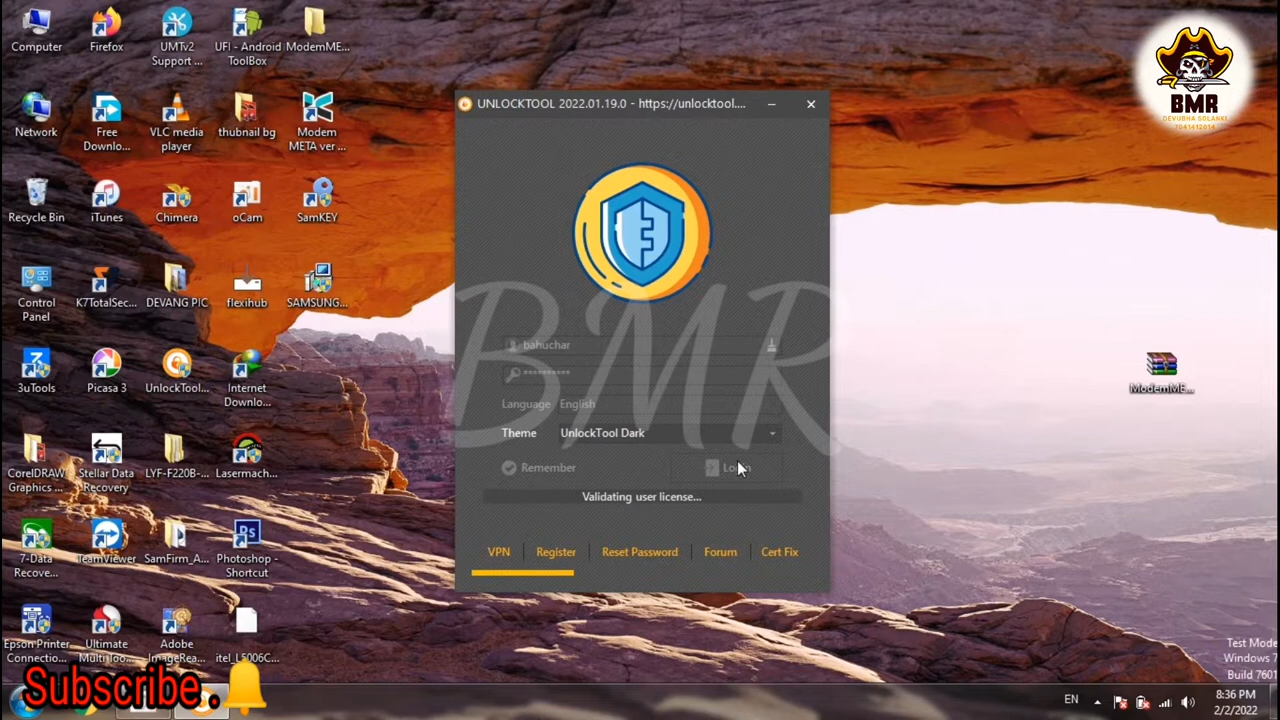 Computer
Firefox
UMTv2
Support ...
UFI - Android
ToolBox
ModemME...
Network
Free
Downlo...
VLC media
player
thubnail bg
Modem
META ver ...
Recycle Bin
iTunes
Chimera
oCam
SamKEY
Control
Panel
K7TotalSec...
DEVANG PIC
flexihub
SAMSUNG...
3uTools
Picasa 3
UnlockTool...
Internet
Downlo...
CorelDRAW
Graphics ...
Stellar Data
Recovery
LYF-F220B-...
Lasermach...
7-Data
Recove...
TeamViewer
SamFirm_A...
Photoshop -
Shortcut
Epson Printer
Connectio...
Ultimate
Multi Too...
Adobe
ImageRea...
itel_L5006C...
UNLOCKTOOL 2022.01.19.0 - https://unlocktool....
BMR
bahuchar
**********
Language English
Theme UnlockTool Dark
Remember
Login
Validating user license...
VPN
Register
Reset Password
Forum
Cert Fix
BMR
DEVUBHA SOLANKI
7041412014
ModemME...
Test Mode
Windows 7
Build 7601
Subscribe .
EN
8:36 PM
2/2/2022